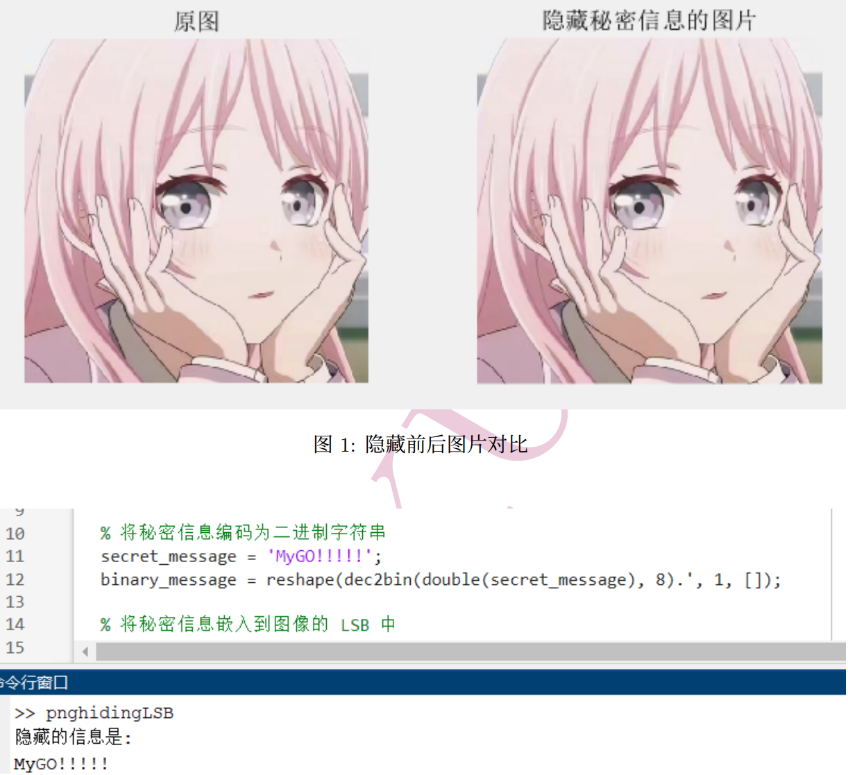 原图
隐藏秘密信息的图片
图 1: 隐藏前后图片对比
9
10 % 将秘密信息编码为二进制字符串
11 secret_message = 'MyGO!!!!!';
12 binary_message = reshape(dec2bin(double(secret_message), 8).', 1, []);
13
14 % 将秘密信息嵌入到图像的 LSB 中
15
命令行窗口
>> pnghidingLSB
隐藏的信息是:
MyGO!!!!!